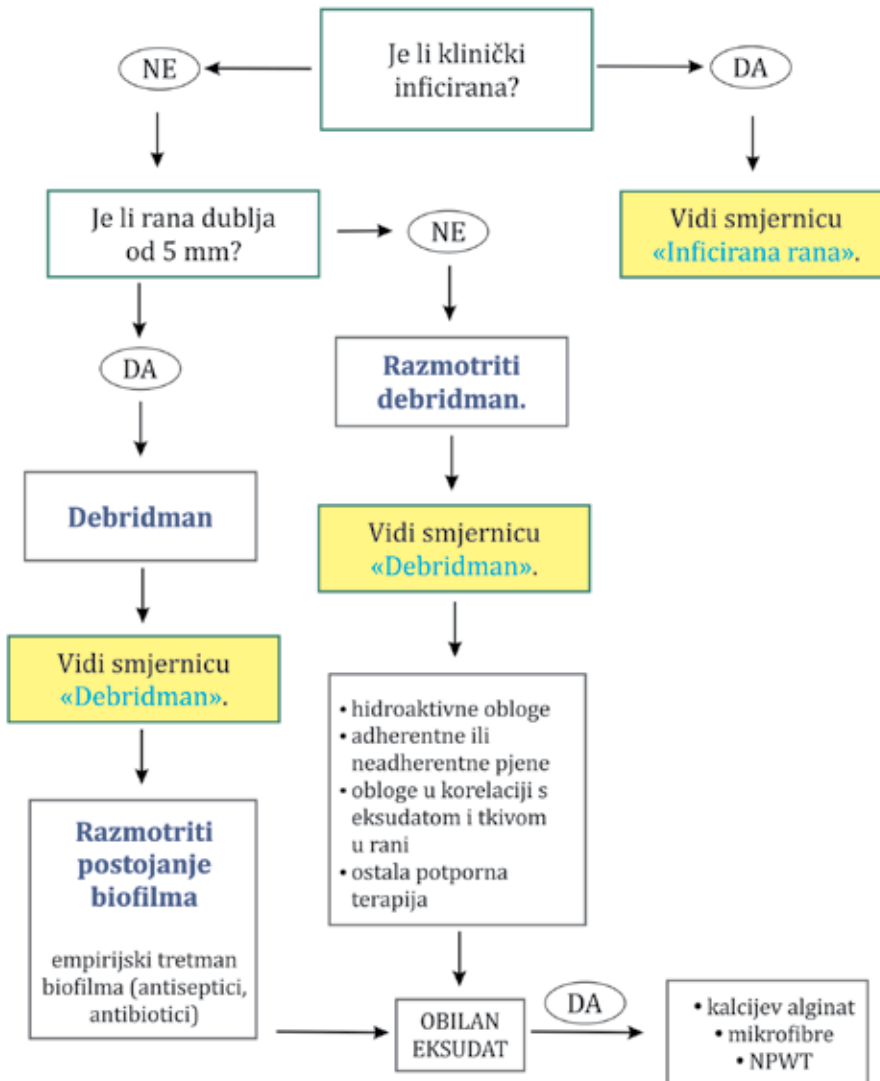 Je li klinički
inficirana?
NE
DA
Je li rana dublja
od 5 mm?
NE
Vidi smjernicu
«Inficirana rana».
DA
Razmotriti
debridman.
Debridman
Vidi smjernicu
«Debridman».
Vidi smjernicu
«Debridman».
• hidroaktivne obloge
• adherentne ili
neadherentne pjene
• obloge u korelaciji s
eksudatom i tkivom
u rani
• ostala potporna
terapija
Razmotriti
postojanje
biofilma
empirijski tretman
biofilma (antiseptici,
antibiotici)
OBILAN
EKSUDAT
DA
• kalcijev alginat
• mikrofibre
• NPWT